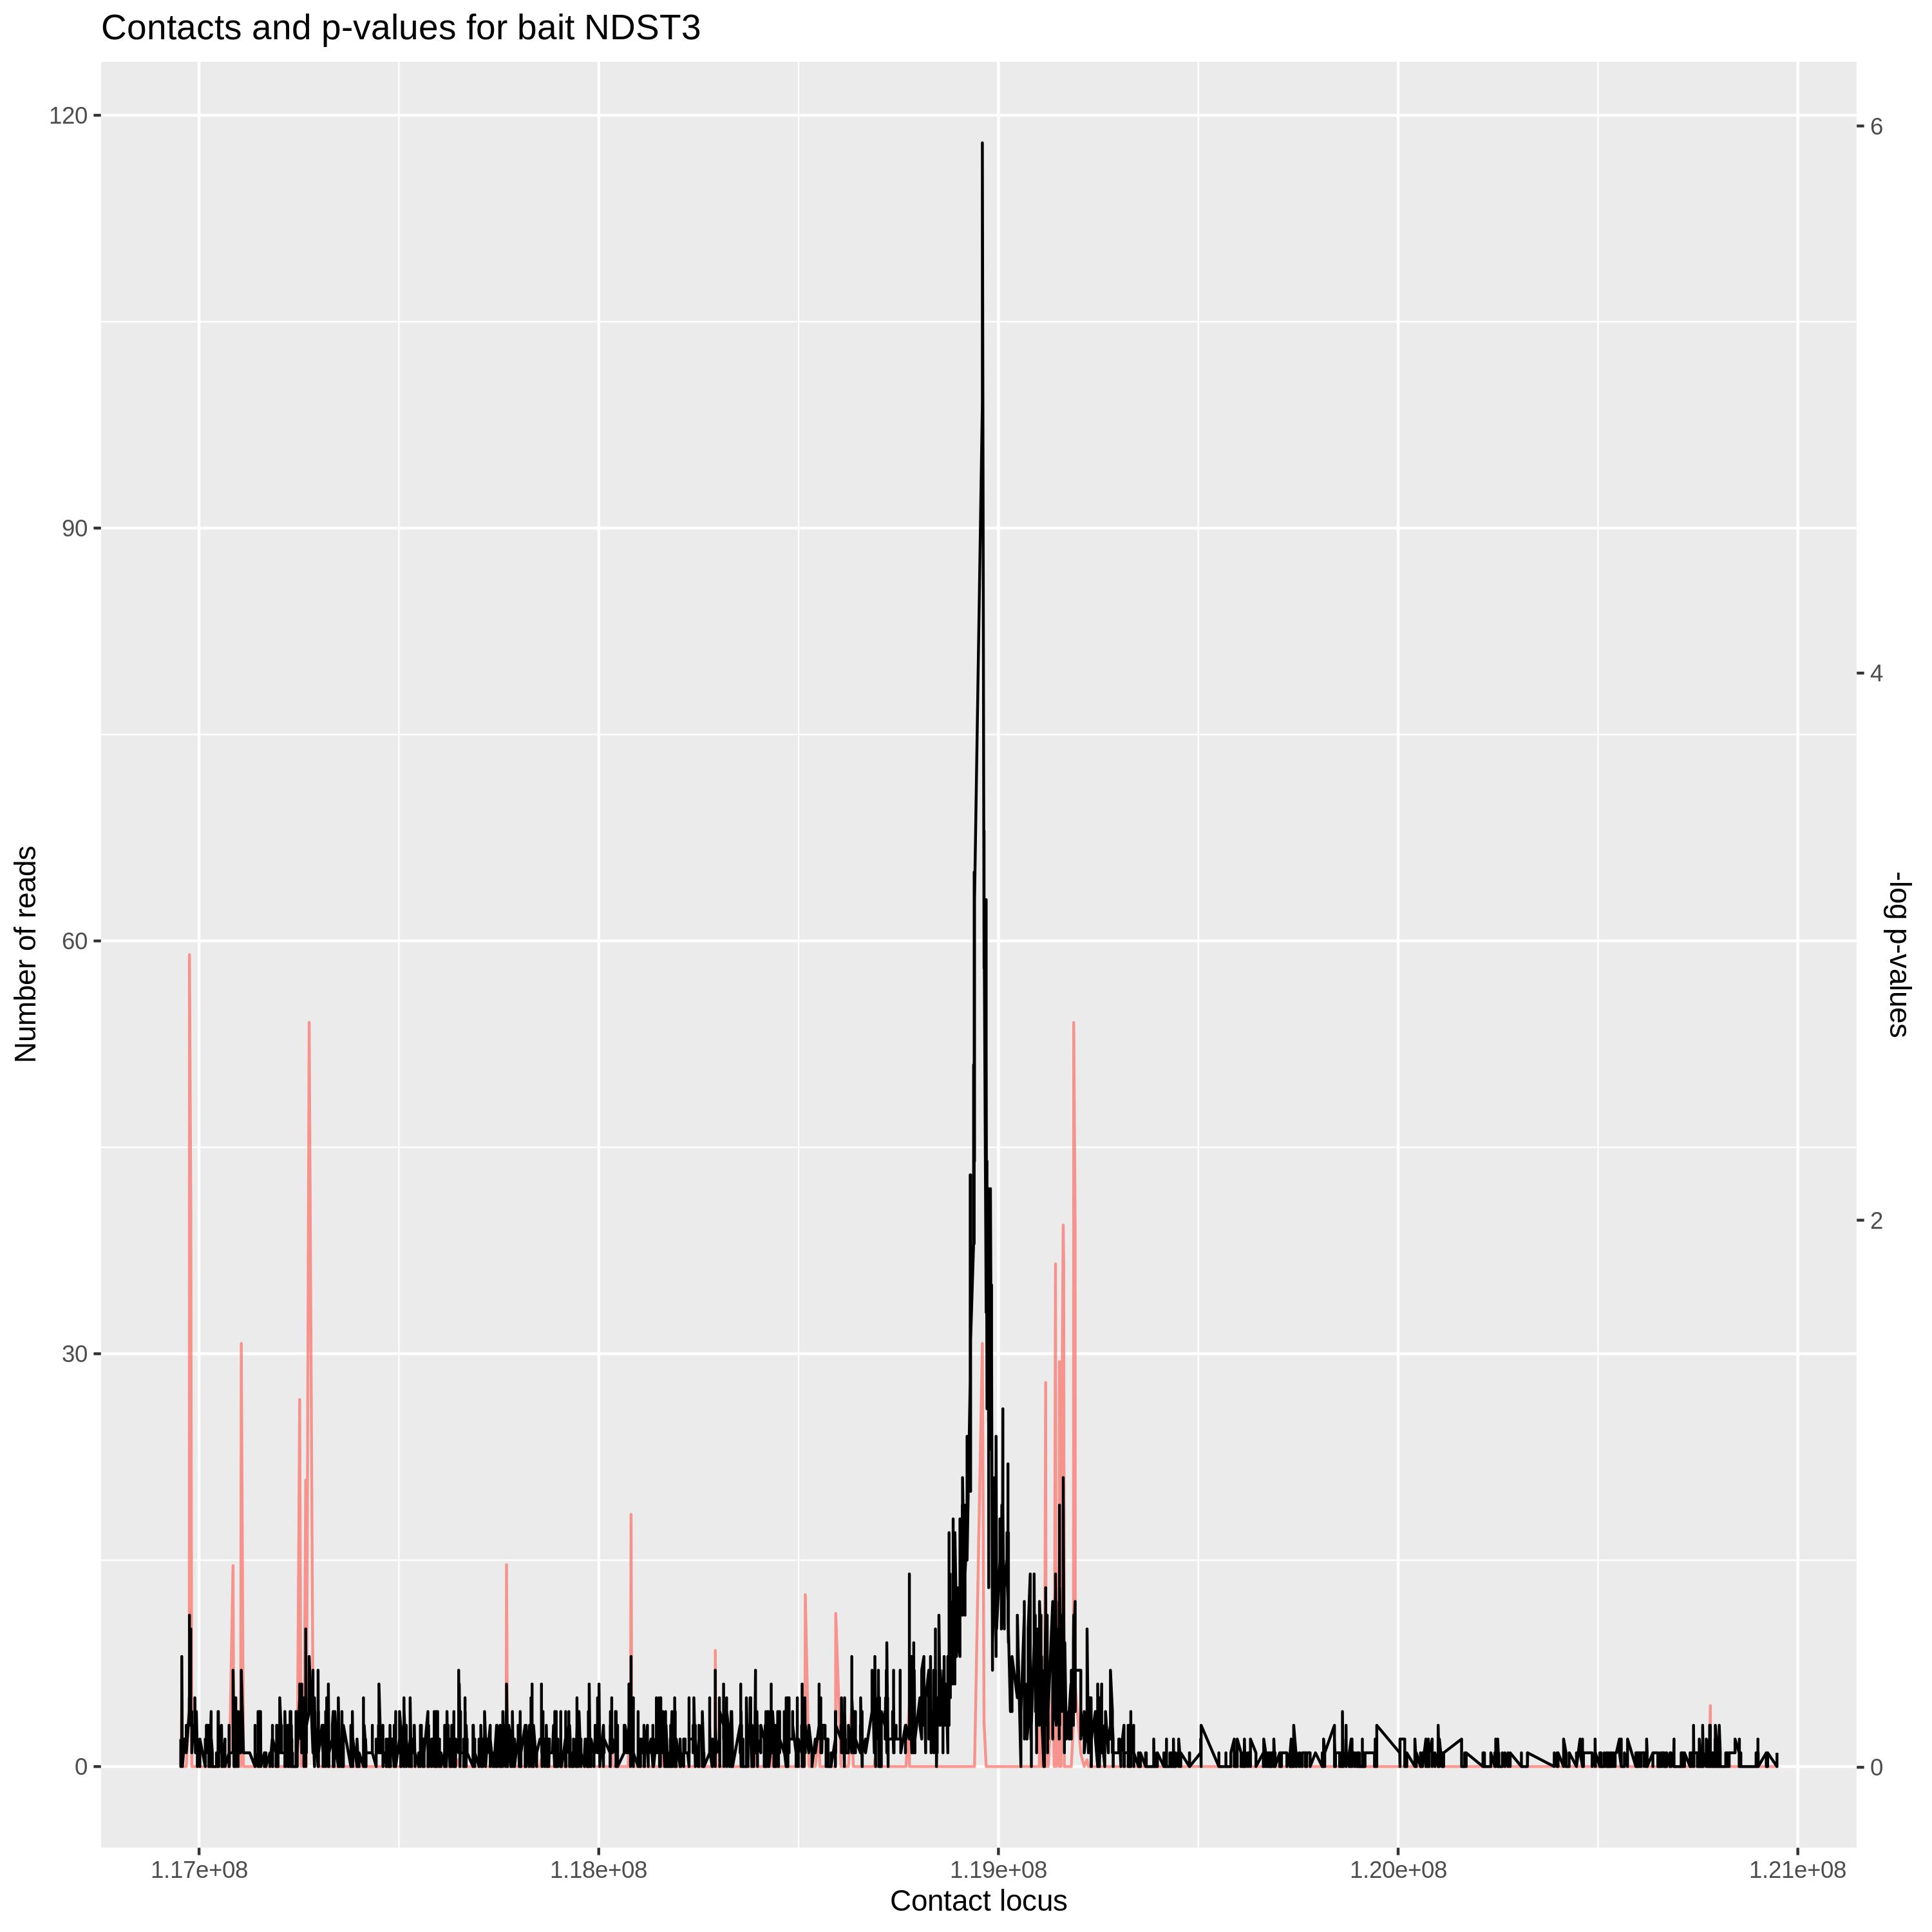 Contacts and p-values for bait NDST3
120
90
60
30
0
Number of reads
6
4
2
0
-log p-values
1.17e+08
1.18e+08
1.19e+08
1.20e+08
1.21e+08
Contact locus